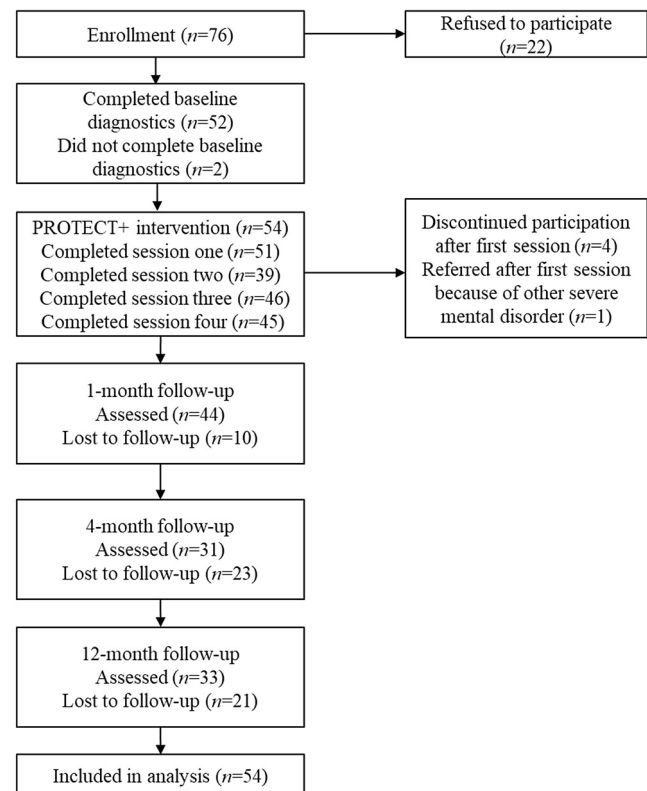 Enrollment (n=76)
Refused to participate
(n=22)
Completed baseline
diagnostics (n=52)
Did not complete baseline
diagnostics (n=2)
PROTECT+ intervention (n=54)
Completed session one (n=51)
Completed session two (n=39)
Completed session three (n=46)
Completed session four (n=45)
Discontinued participation
after first session (n=4)
Referred after first session
because of other severe
mental disorder (n=1)
1-month follow-up
Assessed (n=44)
Lost to follow-up (n=10)
4-month follow-up
Assessed (n=31)
Lost to follow-up (n=23)
12-month follow-up
Assessed (n=33)
Lost to follow-up (n=21)
Included in analysis (n=54)